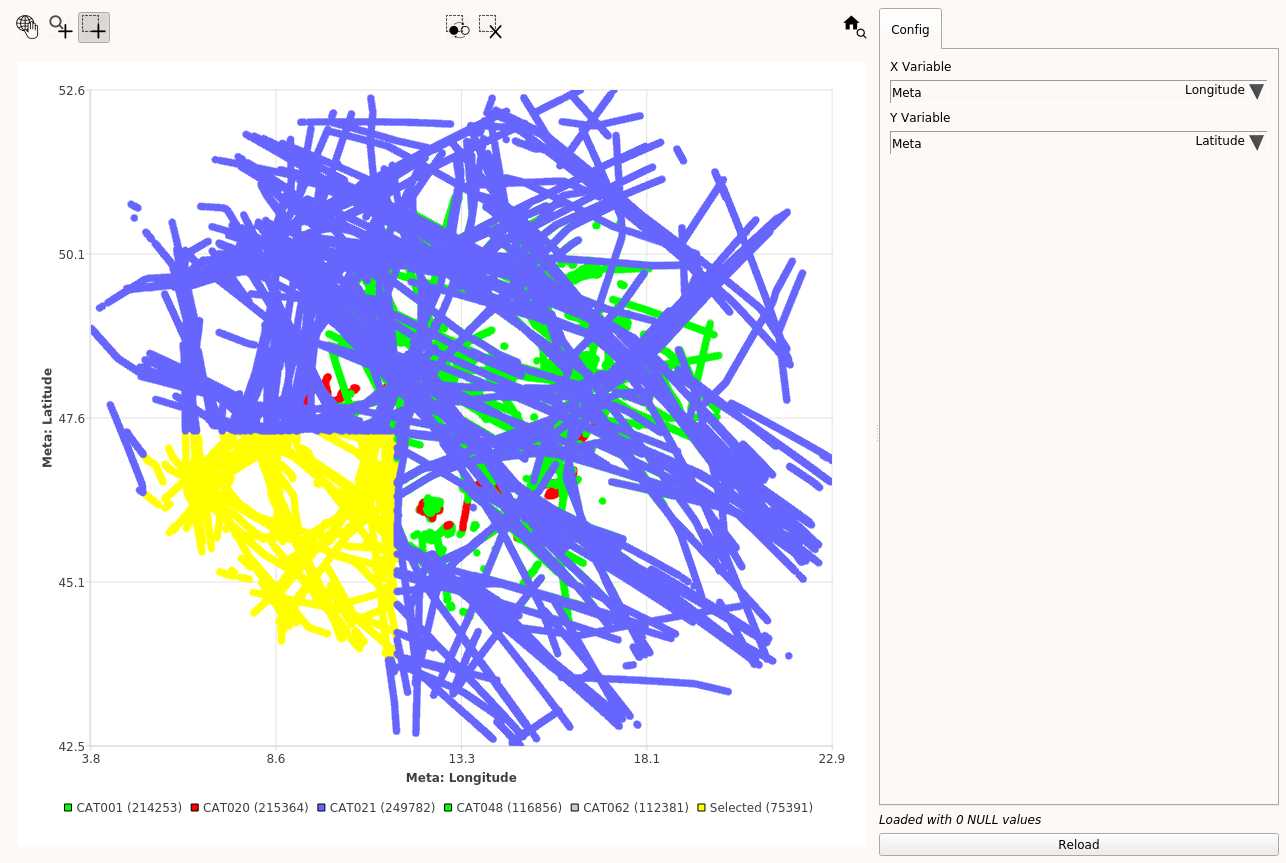 Config
X Variable
Meta Longitude
Y Variable
Meta Latitude
52.6
50.1
47.6
45.1
42.5
Meta: Latitude
3.8 8.6 13.3 18.1 22.9
Meta: Longitude
CAT001 (214253) CAT020 (215364) CAT021 (249782) CAT048 (116856) CAT062 (112381) Selected (75391)
Loaded with 0 NULL values
Reload